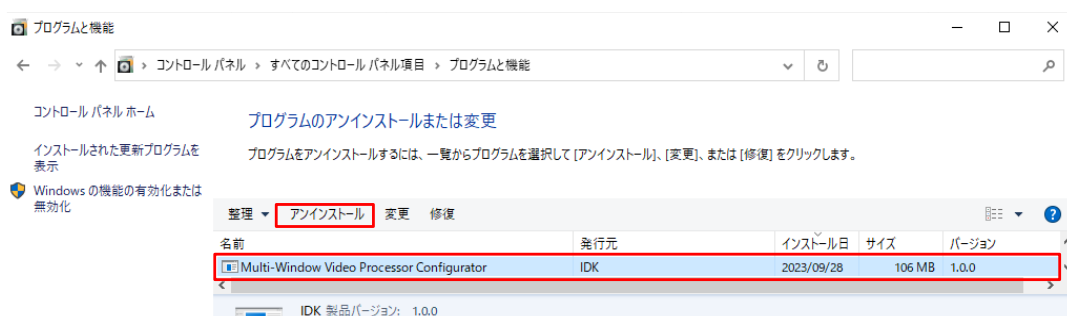 プログラムと機能
コントロール パネル › すべてのコントロール パネル項目 › プログラムと機能
コントロール パネル ホーム
インストールされた更新プログラムを
表示
Windows の機能の有効化または
無効化
プログラムのアンインストールまたは変更
プログラムをアンインストールするには、一覧からプログラムを選択して [アンインストール]、[変更]、または [修復] をクリックします。
整理 アンインストール 変更 修復
名前 発行元 インストール日 サイズ バージョン
Multi-Window Video Processor Configurator IDK 2023/09/28 106 MB 1.0.0
IDK 製品バージョン: 1.0.0